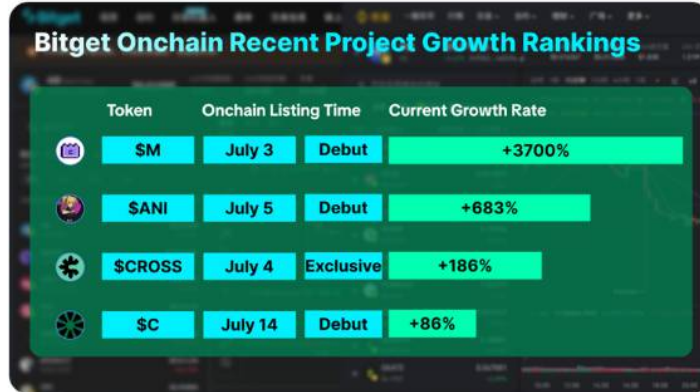 Bitget
Bitget Onchain Recent Project Growth Rankings
Token Onchain Listing Time Current Growth Rate
$M July 3 Debut +3700%
$ANI July 5 Debut +683%
$CROSS July 4 Exclusive +186%
$C July 14 Debut +86%